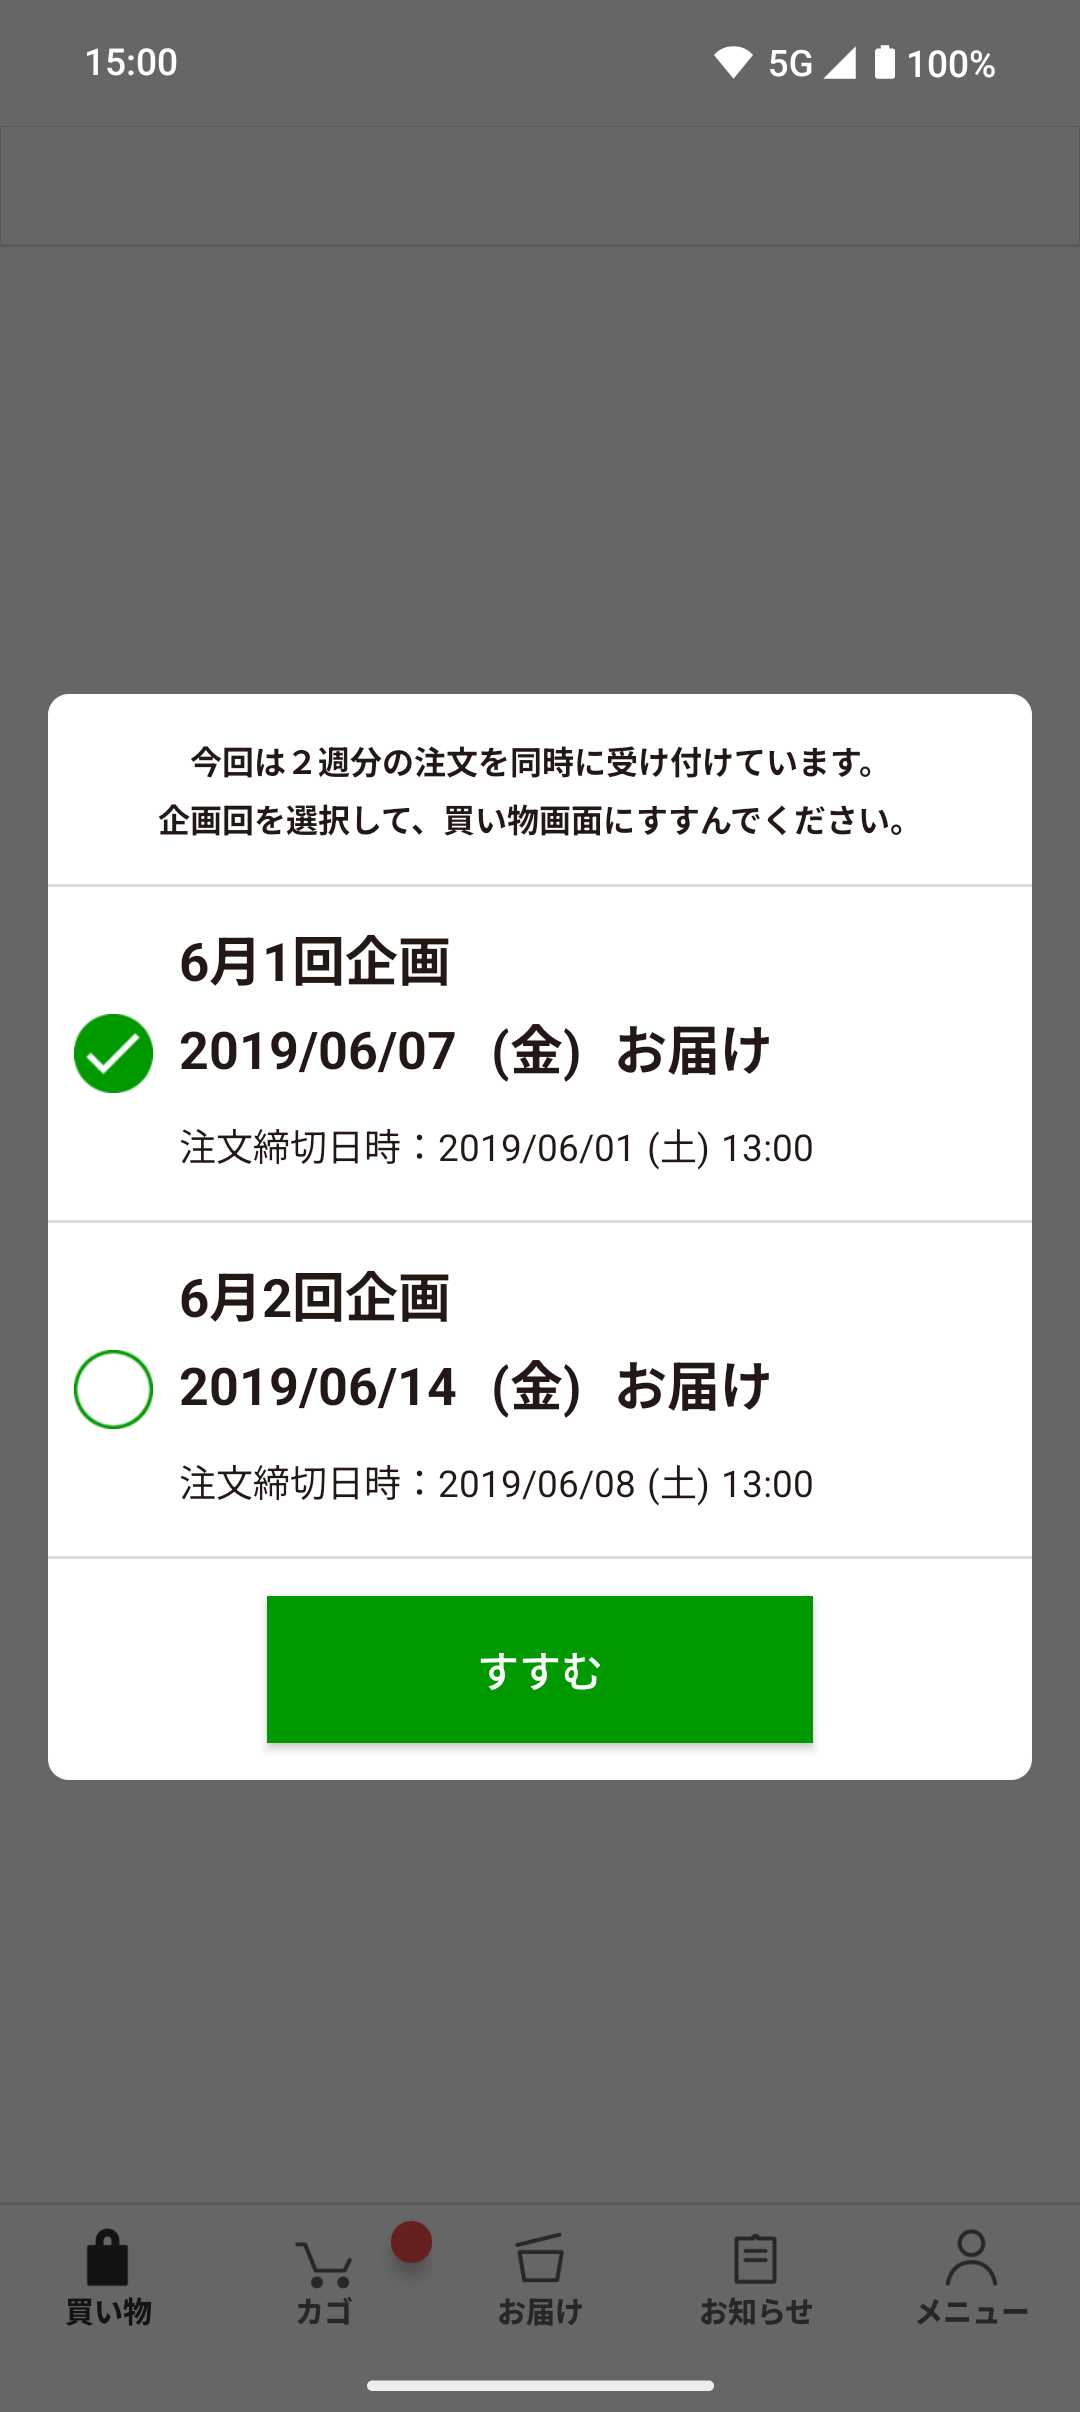 15:00 5G 100%
今回は２週分の注文を同時に受け付けています。
企画回を選択して、買い物画面にすすんでください。
6月1回企画
2019/06/07 (金) お届け
注文締切日時：2019/06/01 (土) 13:00
6月2回企画
2019/06/14 (金) お届け
注文締切日時：2019/06/08 (土) 13:00
すすむ
買い物 カゴ お届け お知らせ メニュー